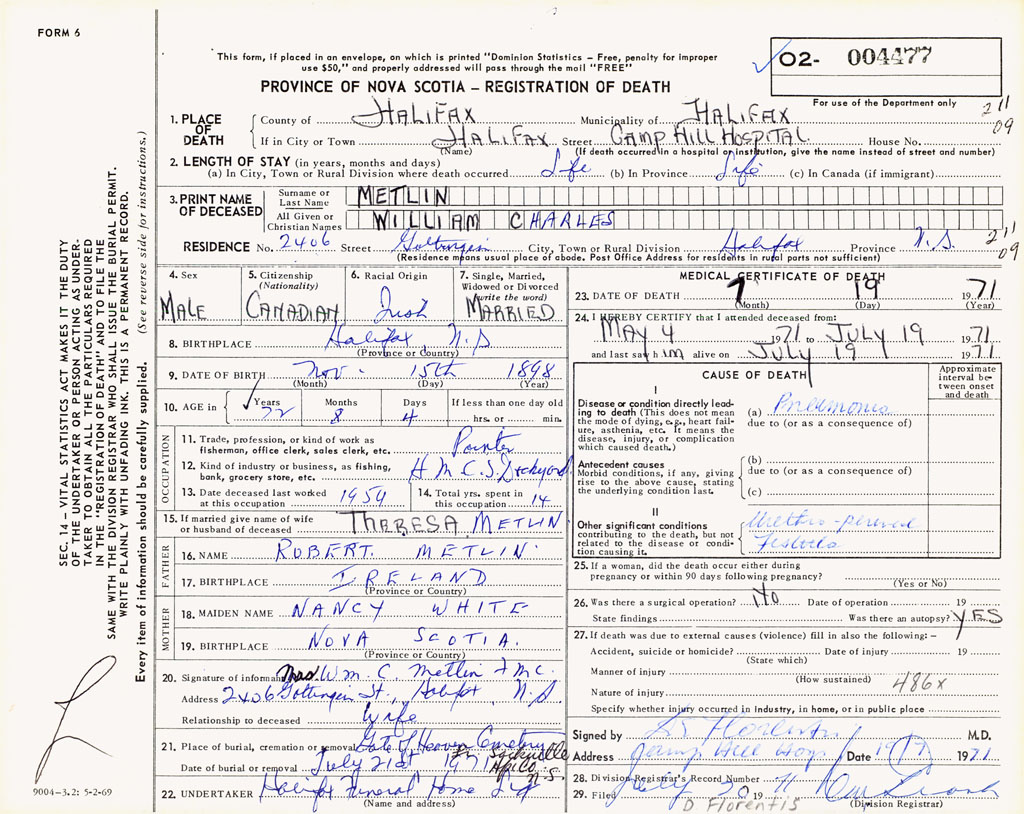 FORM 6
This form, if placed in an envelope, on which is printed "Dominion Statistics – Free, penalty for improper
use $50," and properly addressed will pass through the mail "FREE"
O2- 004477
PROVINCE OF NOVA SCOTIA – REGISTRATION OF DEATH
For use of the Department only
211
09
1. PLACE OF DEATH
County of HALIFAX Municipality of HALIFAX
If in City or Town HALIFAX Street CAMP HILL HOSPITAL House No.
(Name) (If death occurred in a hospital or institution, give the name instead of street and number)
2. LENGTH OF STAY (in years, months and days)
(a) In City, Town or Rural Division where death occurred Life (b) In Province Life (c) In Canada (if immigrant)
3. PRINT NAME OF DECEASED
Surname or Last Name METLIN
All Given or Christian Names WILLIAM CHARLES
RESIDENCE No. 2406 Street Gottingen City, Town or Rural Division Halifax Province N.S. 211
09
(Residence means usual place of abode. Post Office Address for residents in rural parts not sufficient)
4. Sex
MALE
5. Citizenship
(Nationality)
CANADIAN
6. Racial Origin
Irish
7. Single, Married,
Widowed or Divorced
(write the word)
MARRIED
8. BIRTHPLACE Halifax, N.S
(Province or Country)
9. DATE OF BIRTH Nov. 15th 1898
(Month) (Day) (Year)
10. AGE in Years 72 Months 8 Days 4 If less than one day old
hrs. or min.
OCCUPATION
11. Trade, profession, or kind of work as
fisherman, office clerk, sales clerk, etc. Painter
12. Kind of industry or business, as fishing,
bank, grocery store, etc. H M C. S. Dockyard
13. Date deceased last worked
at this occupation 1954
14. Total yrs. spent in
this occupation 14
15. If married give name of wife
or husband of deceased THERESA METLIN
FATHER
16. NAME ROBERT METLIN
17. BIRTHPLACE IRELAND
(Province or Country)
MOTHER
18. MAIDEN NAME NANCY WHITE
19. BIRTHPLACE NOVA SCOTIA.
(Province or Country)
20. Signature of informant Mrs Wm. C. Metlin
Address 2406 Gottingen St., Halifax N.S
Relationship to deceased Wife
21. Place of burial, cremation or removal Gate of Heaven Cemetery
Sackville
N.S.
Date of burial or removal July 21st 1971
22. UNDERTAKER Halifax Funeral Home Ltd
(Name and address)
MEDICAL CERTIFICATE OF DEATH
23. DATE OF DEATH 7 19 1971
(Month) (Day) (Year)
24. I HEREBY CERTIFY that I attended deceased from:
MAY 4 1971 to JULY 19 1971
and last saw him alive on JULY 19 1971
CAUSE OF DEATH
Approximate
interval between
onset
and death
I
Disease or condition directly leading
to death (This does not mean
the mode of dying, e.g., heart failure,
asthenia, etc. It means the
disease, injury, or complication
which caused death.)
(a) Pneumonia
due to (or as a consequence of)
Antecedent causes
Morbid conditions, if any, giving
rise to the above cause, stating
the underlying condition last.
(b)
due to (or as a consequence of)
(c)
II
Other significant conditions
contributing to the death, but not
related to the disease or condition
causing it.
Urethro-perineal
Fistula
25. If a woman, did the death occur either during
pregnancy or within 90 days following pregnancy?
(Yes or No)
26. Was there a surgical operation? No Date of operation 19
State findings Was there an autopsy? YES
27. If death was due to external causes (violence) fill in also the following: –
Accident, suicide or homicide? Date of injury 19
(State which)
Manner of injury
(How sustained)
486x
Nature of injury
Specify whether injury occurred in industry, in home, or in public place
Signed by Dr Florentis M.D.
Address Camp Hill Hosp Date 19/7 1971
28. Division Registrar's Record Number
29. Filed July 20 1971
D Florentis
(Division Registrar)
SEC. 14 – VITAL STATISTICS ACT MAKES IT THE DUTY
OF THE UNDERTAKER OR PERSON ACTING AS UNDERTAKER
TO OBTAIN ALL THE PARTICULARS REQUIRED
IN THE "REGISTRATION OF DEATH" AND TO FILE THE
SAME WITH THE DIVISION REGISTRAR WHO SHALL ISSUE THE BURIAL PERMIT.
WRITE PLAINLY WITH UNFADING INK. THIS IS A PERMANENT RECORD.
Every item of information should be carefully supplied. (See reverse side for instructions.)
9004–3.2: 5-2-69